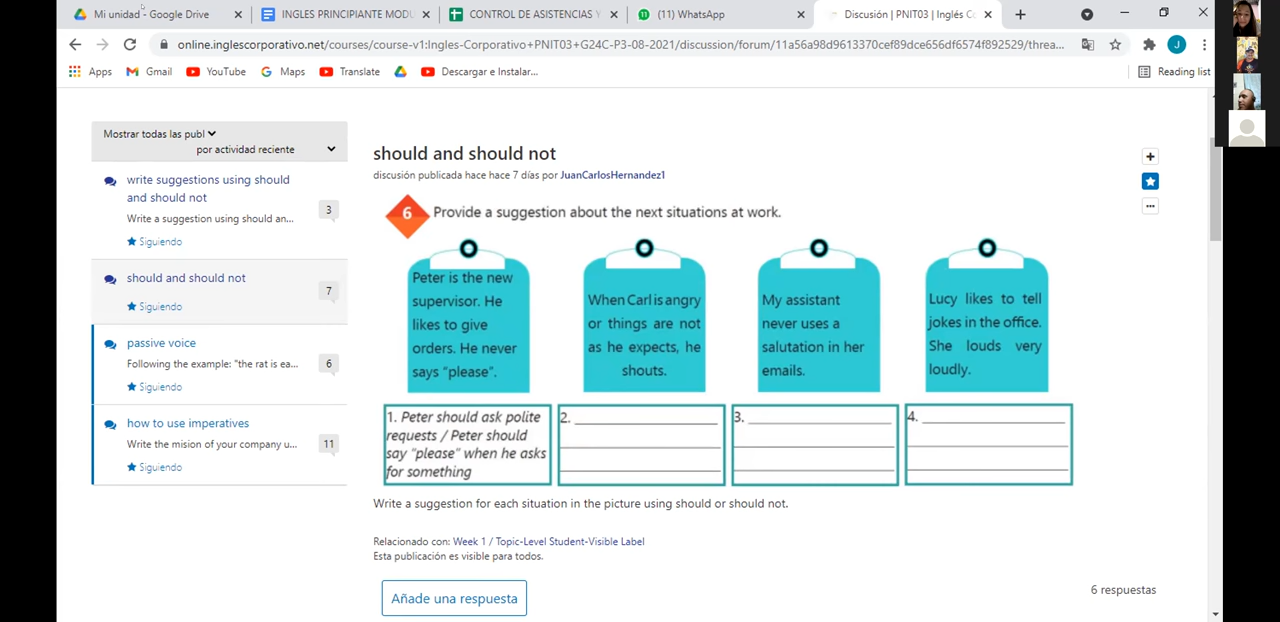 Mi unidad - Google Drive
INGLES PRINCIPIANTE MODU
CONTROL DE ASISTENCIAS Y
(11) WhatsApp
Discusión | PNIT03 | Inglés C
online.inglescorporativo.net/courses/course-v1:Ingles-Corporativo+PNIT03+G24C-P3-08-2021/discussion/forum/11a56a98d9613370cef89dce656df6574f892529/threa...
J
Apps
Gmail
YouTube
Maps
Translate
Descargar e Instalar...
Reading list
Mostrar todas las publ
por actividad reciente
write suggestions using should
and should not
Write a suggestion using should an...
3
Siguiendo
should and should not
7
Siguiendo
passive voice
Following the example: "the rat is ea...
6
Siguiendo
how to use imperatives
Write the mision of your company u...
11
Siguiendo
should and should not
discusión publicada hace hace 7 días por JuanCarlosHernandez1
6 Provide a suggestion about the next situations at work.
Peter is the new
supervisor. He
likes to give
orders. He never
says “please”.
When Carl is angry
or things are not
as he expects, he
shouts.
My assistant
never uses a
salutation in her
emails.
Lucy likes to tell
jokes in the office.
She louds very
loudly.
1. Peter should ask polite
requests / Peter should
say “please” when he asks
for something
2.
3.
4.
Write a suggestion for each situation in the picture using should or should not.
Relacionado con: Week 1 / Topic-Level Student-Visible Label
Esta publicación es visible para todos.
Añade una respuesta
6 respuestas